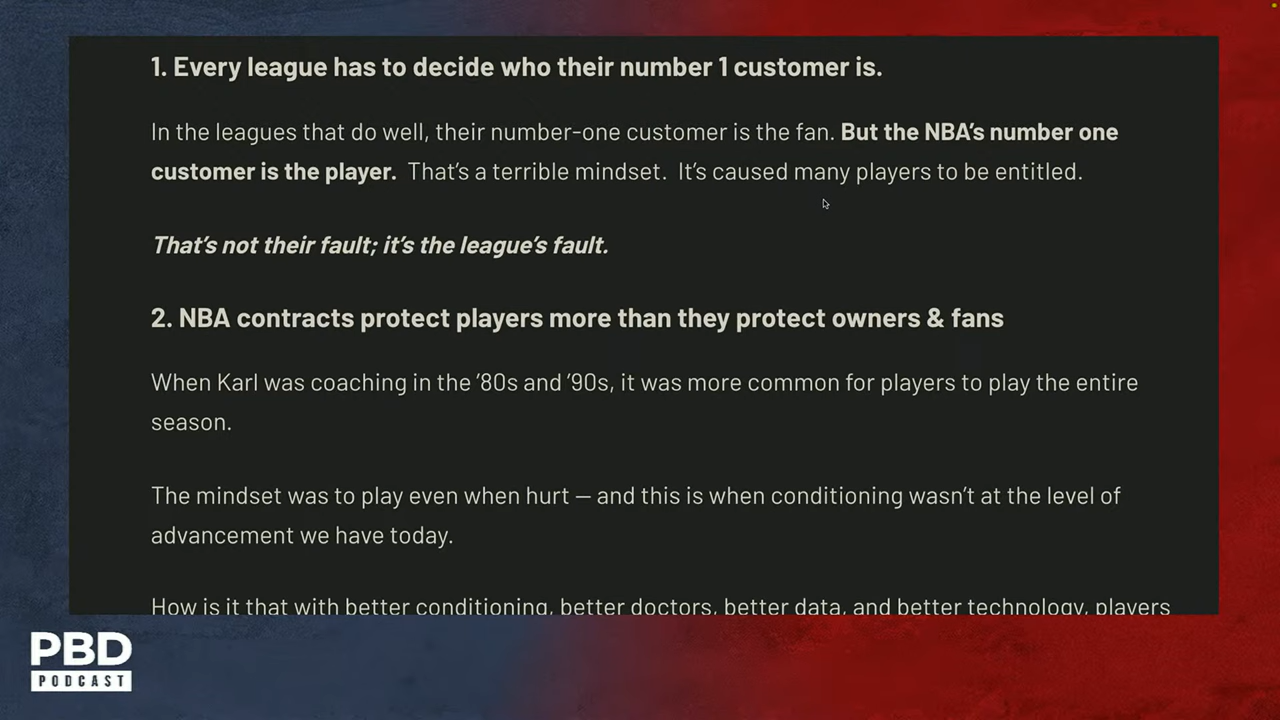 1. Every league has to decide who their number 1 customer is.
In the leagues that do well, their number-one customer is the fan. But the NBA’s number one
customer is the player. That’s a terrible mindset. It’s caused many players to be entitled.
That’s not their fault; it’s the league’s fault.
2. NBA contracts protect players more than they protect owners & fans
When Karl was coaching in the ’80s and ’90s, it was more common for players to play the entire
season.
The mindset was to play even when hurt — and this is when conditioning wasn’t at the level of
advancement we have today.
How is it that with better conditioning, better doctors, better data, and better technology, players
PBD
PODCAST